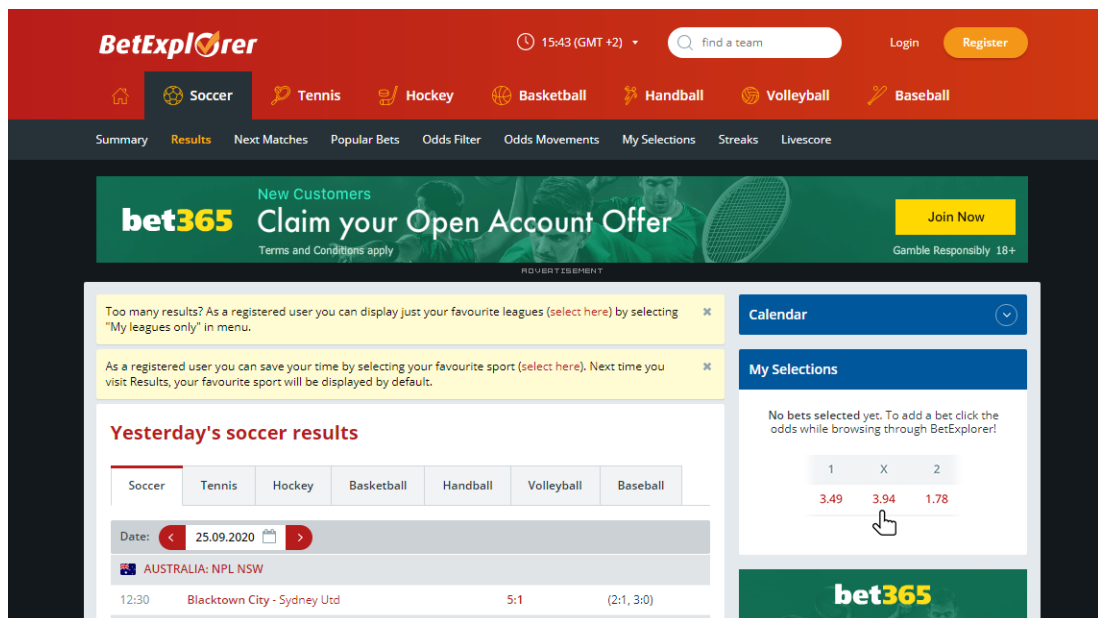 BetExplorer
15:43 (GMT +2)
find a team
Login
Register
Soccer
Tennis
Hockey
Basketball
Handball
Volleyball
Baseball
Summary
Results
Next Matches
Popular Bets
Odds Filter
Odds Movements
My Selections
Streaks
Livescore
bet365
New Customers
Claim your Open Account Offer
Terms and Conditions apply
Join Now
Gamble Responsibly 18+
ADVERTISEMENT
Too many results? As a registered user you can display just your favourite leagues (select here) by selecting
"My leagues only" in menu.
As a registered user you can save your time by selecting your favourite sport (select here). Next time you
visit Results, your favourite sport will be displayed by default.
Yesterday's soccer results
Soccer
Tennis
Hockey
Basketball
Handball
Volleyball
Baseball
Date:
25.09.2020
AUSTRALIA: NPL NSW
12:30 Blacktown City - Sydney Utd 5:1 (2:1, 3:0)
Calendar
My Selections
No bets selected yet. To add a bet click the
odds while browsing through BetExplorer!
1 X 2
3.49 3.94 1.78
bet365